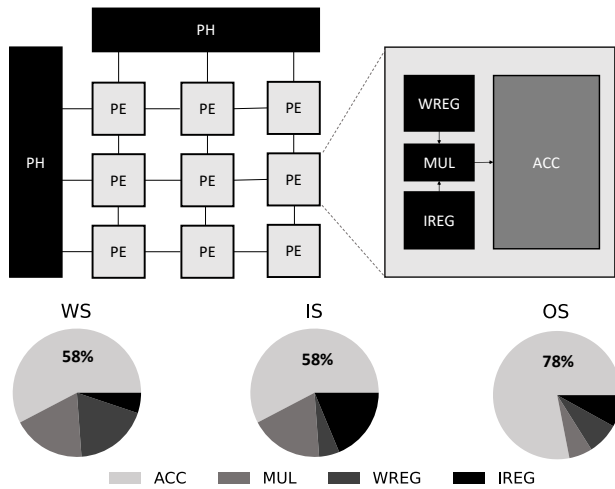 PH
PH
PE PE PE
PE PE PE
PE PE PE
WREG
MUL
IREG
ACC
WS IS OS
58% 58% 78%
ACC MUL WREG IREG